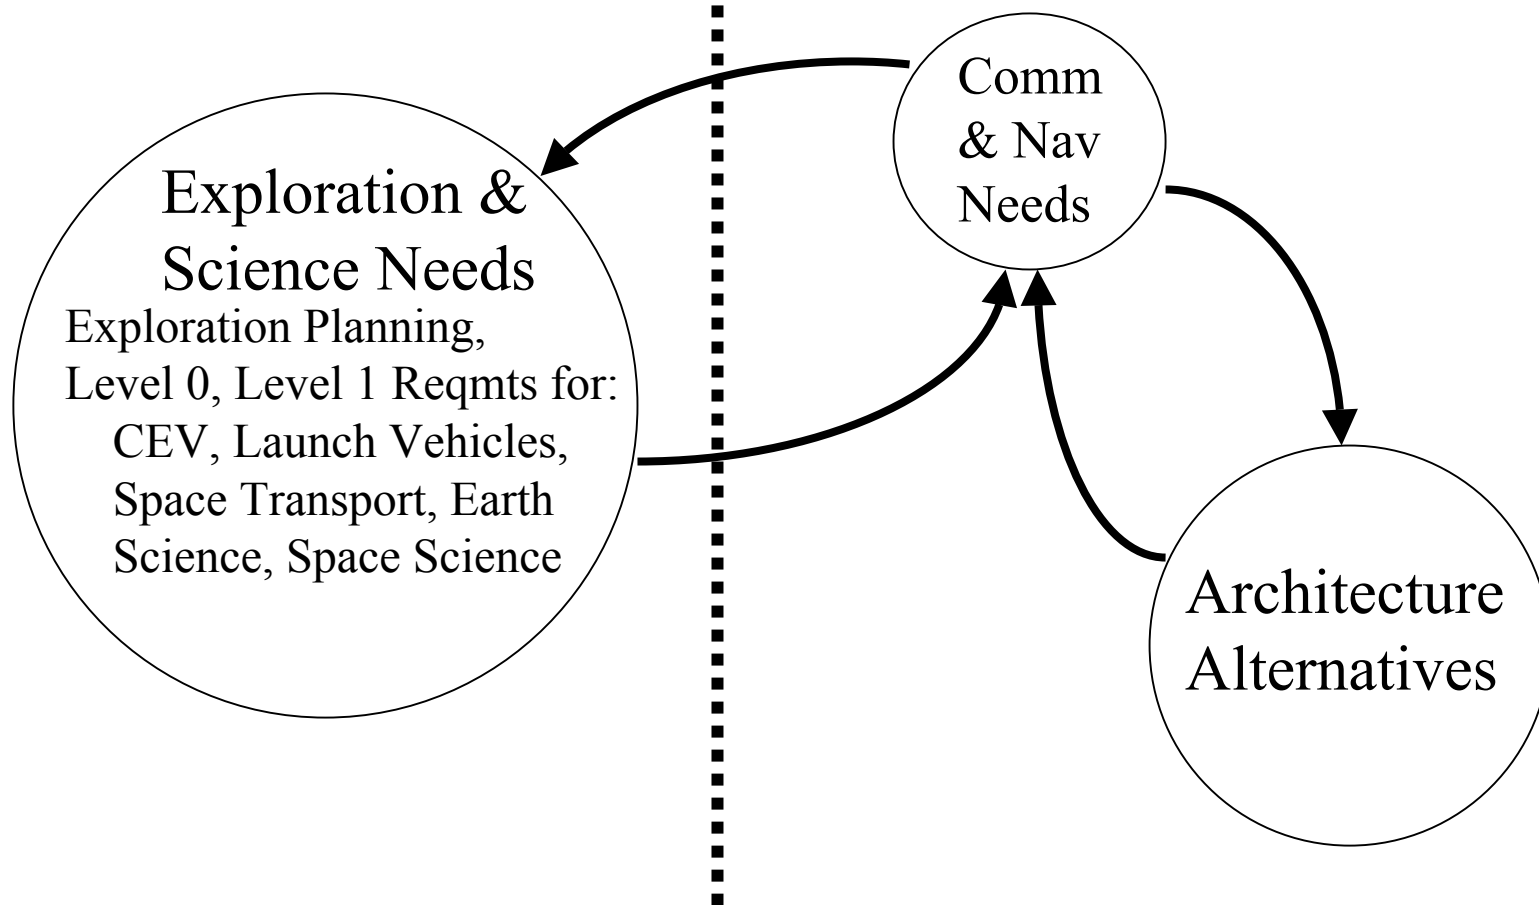 Exploration &
Science Needs
Exploration Planning,
Level 0, Level 1 Reqmts for:
CEV, Launch Vehicles,
Space Transport, Earth
Science, Space Science
Comm
& Nav
Needs
Architecture
Alternatives